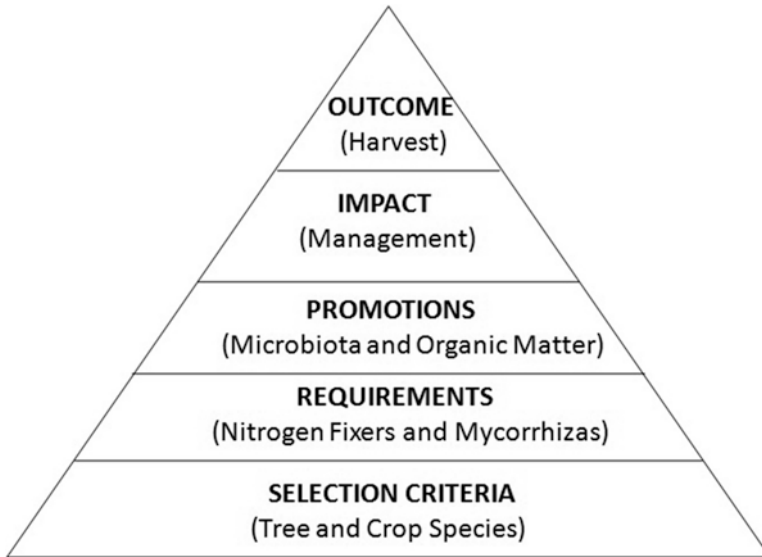 OUTCOME
(Harvest)
IMPACT
(Management)
PROMOTIONS
(Microbiota and Organic Matter)
REQUIREMENTS
(Nitrogen Fixers and Mycorrhizas)
SELECTION CRITERIA
(Tree and Crop Species)